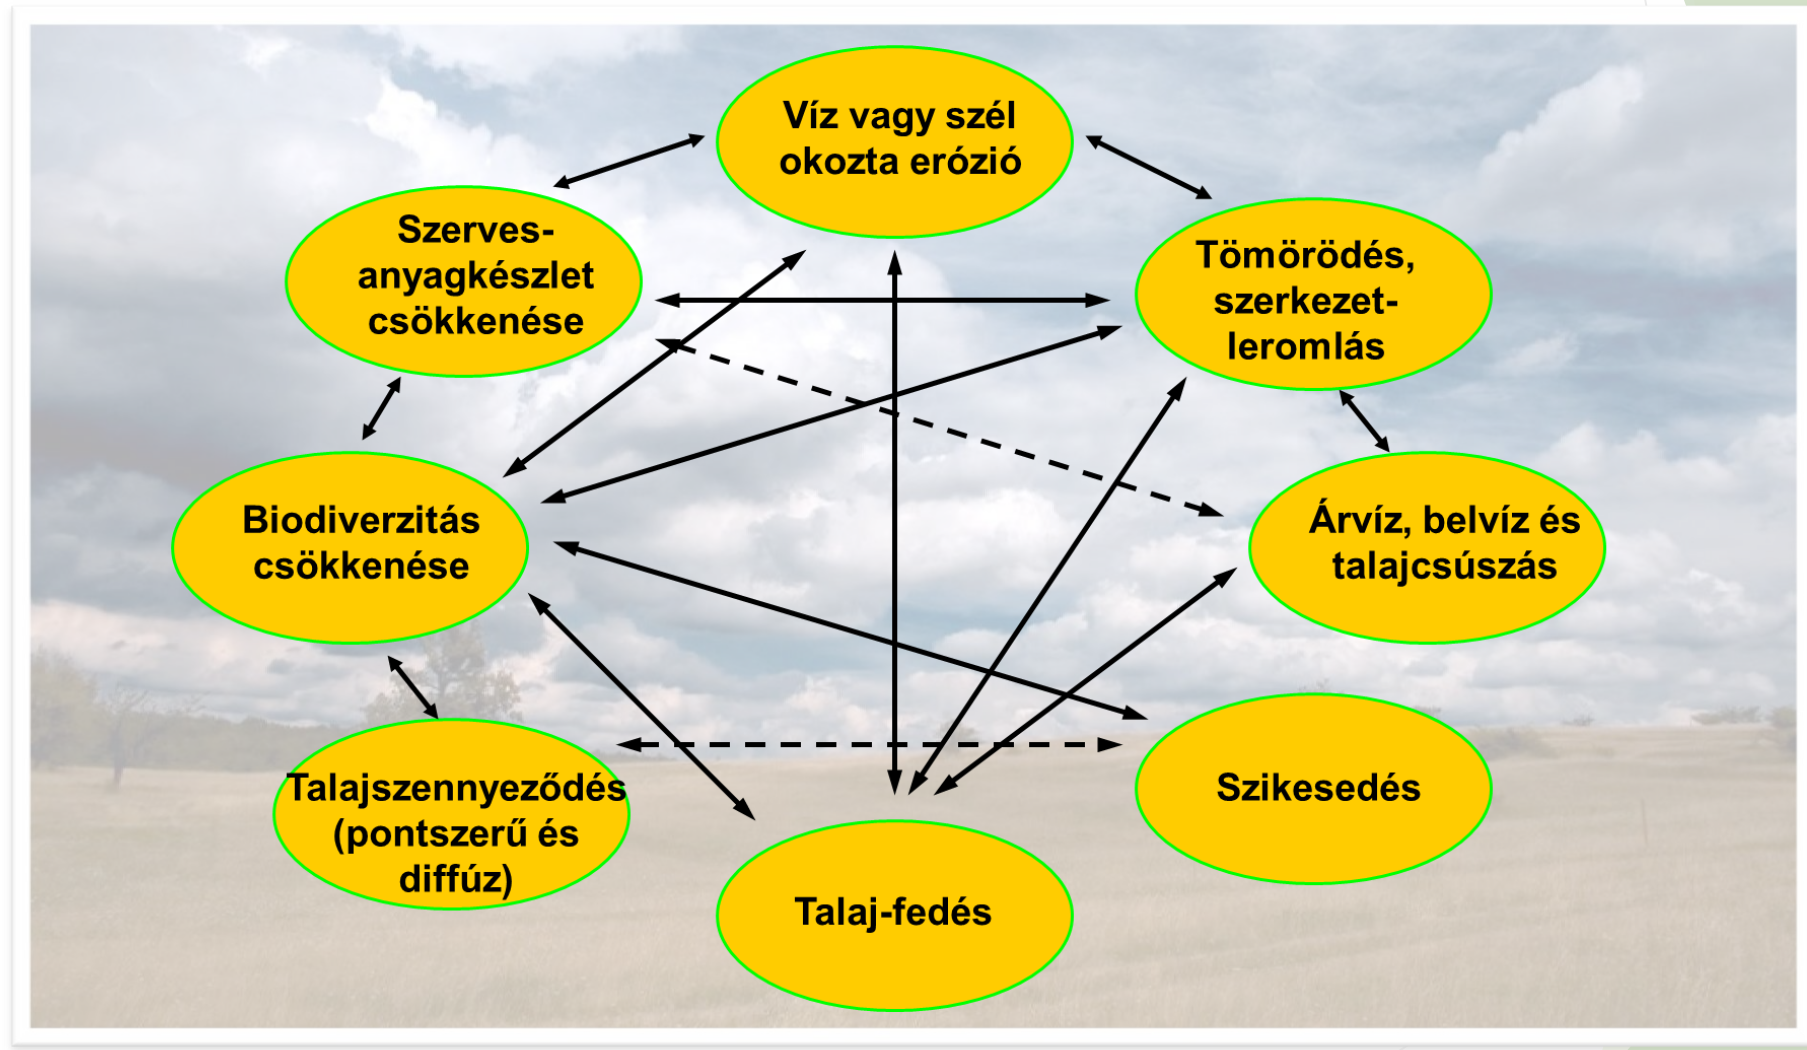 Víz vagy szél
okozta erózió
Szerves-
anyagkészlet
csökkenése
Tömörödés,
szerkezet-
leromlás
Biodiverzitás
csökkenése
Árvíz, belvíz és
talajcsúszás
Talajszennyeződés
(pontszerű és
diffúz)
Szikesedés
Talaj-fedés